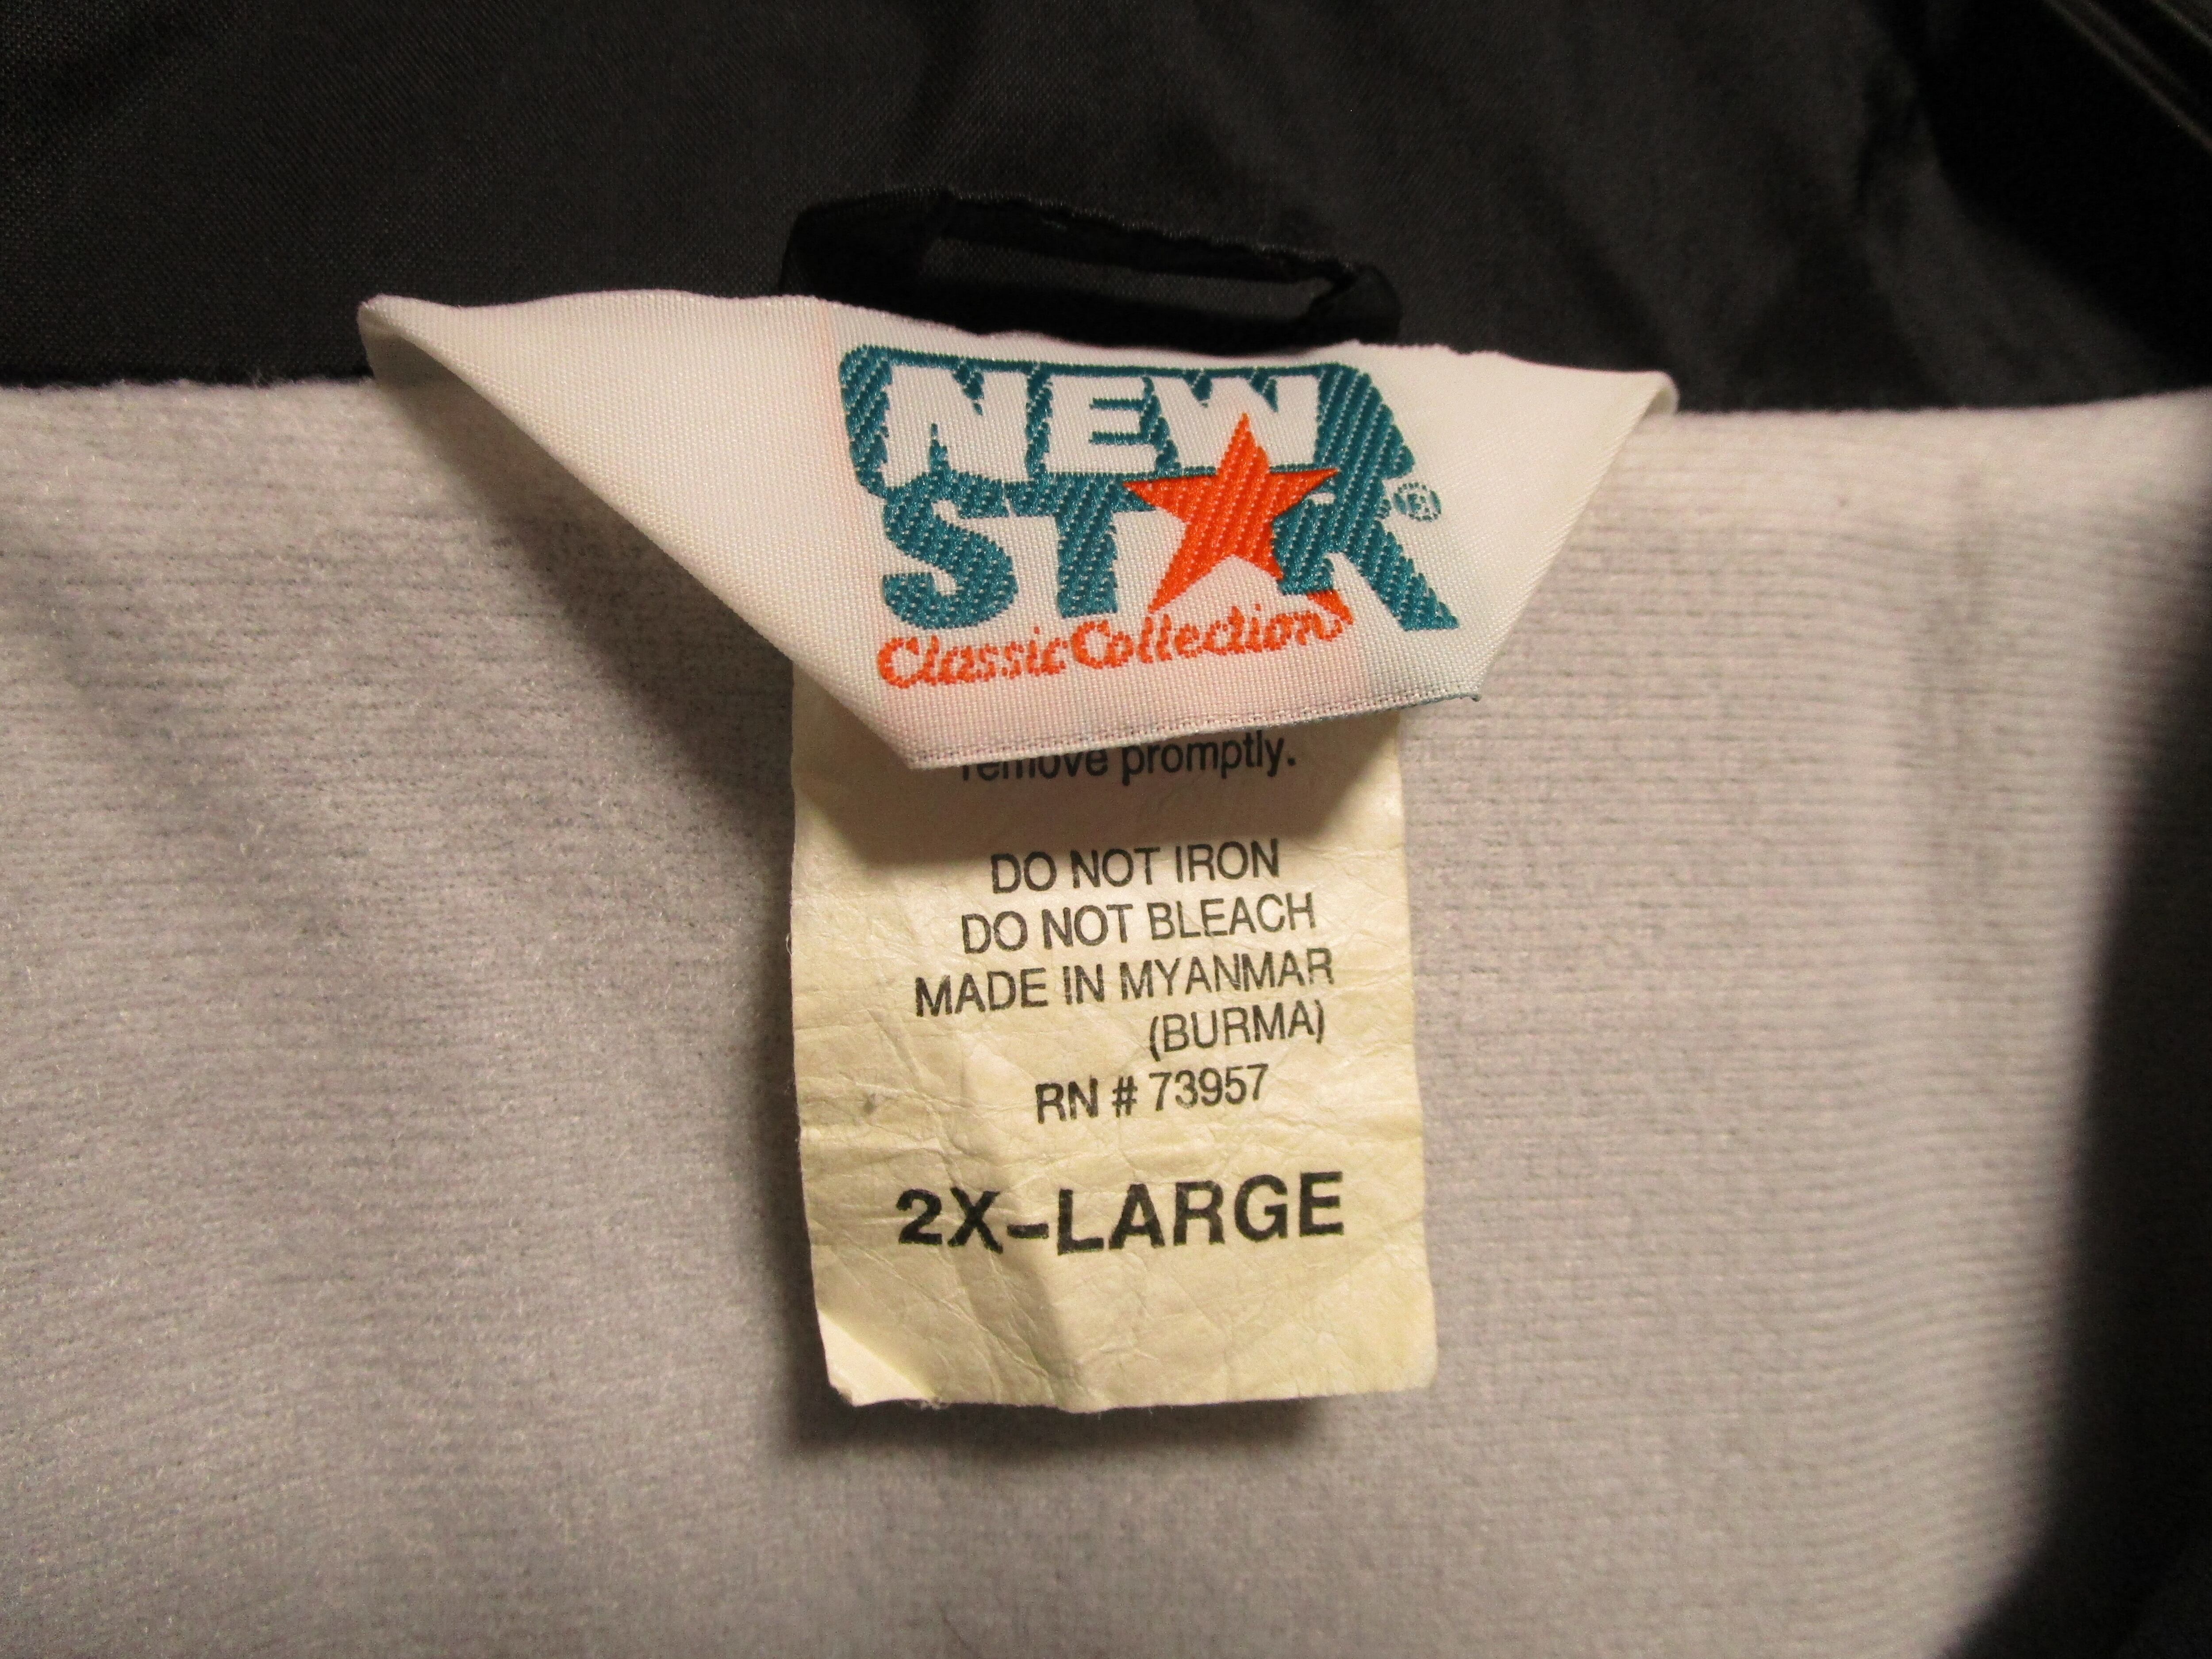 NEW
STAR®
Classic Collection
remove promptly.
DO NOT IRON
DO NOT BLEACH
MADE IN MYANMAR
(BURMA)
RN # 73957
2X-LARGE